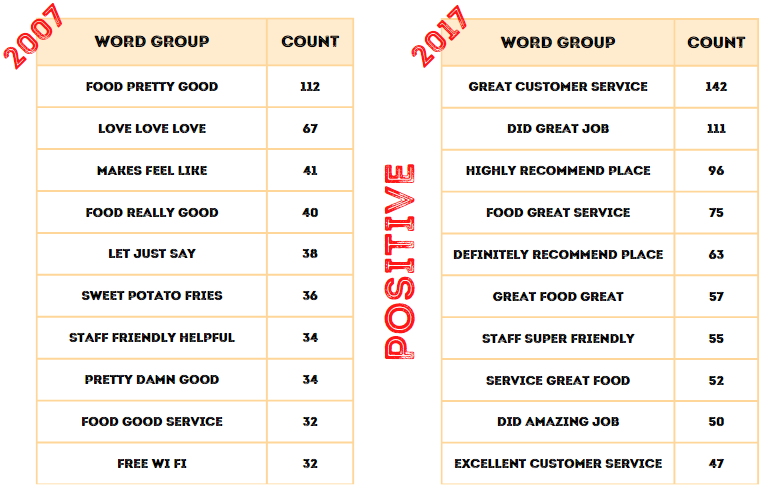 2007
WORD GROUP COUNT
FOOD PRETTY GOOD 112
LOVE LOVE LOVE 67
MAKES FEEL LIKE 41
FOOD REALLY GOOD 40
LET JUST SAY 38
SWEET POTATO FRIES 36
STAFF FRIENDLY HELPFUL 34
PRETTY DAMN GOOD 34
FOOD GOOD SERVICE 32
FREE WI FI 32
POSITIVE
2017
WORD GROUP COUNT
GREAT CUSTOMER SERVICE 142
DID GREAT JOB 111
HIGHLY RECOMMEND PLACE 96
FOOD GREAT SERVICE 75
DEFINITELY RECOMMEND PLACE 63
GREAT FOOD GREAT 57
STAFF SUPER FRIENDLY 55
SERVICE GREAT FOOD 52
DID AMAZING JOB 50
EXCELLENT CUSTOMER SERVICE 47